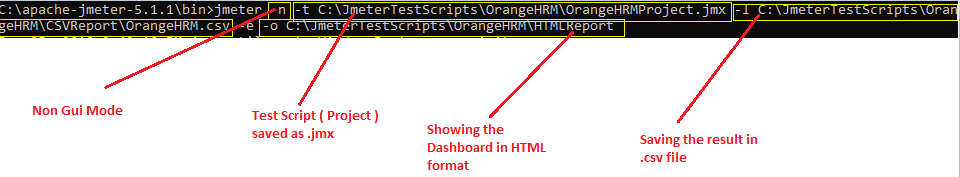 C:\apache-jmeter-5.1.1\bin>jmeter -n -t C:\JmeterTestScripts\OrangeHRM\OrangeHRMProject.jmx -l C:\JmeterTestScripts\Oran
geHRM\CSVReport\OrangeHRM.csv -e -o C:\JmeterTestScripts\OrangeHRM\HTMLReport
Non Gui Mode
Test Script ( Project )
saved as .jmx
Showing the
Dashboard in HTML
format
Saving the result in
.csv file